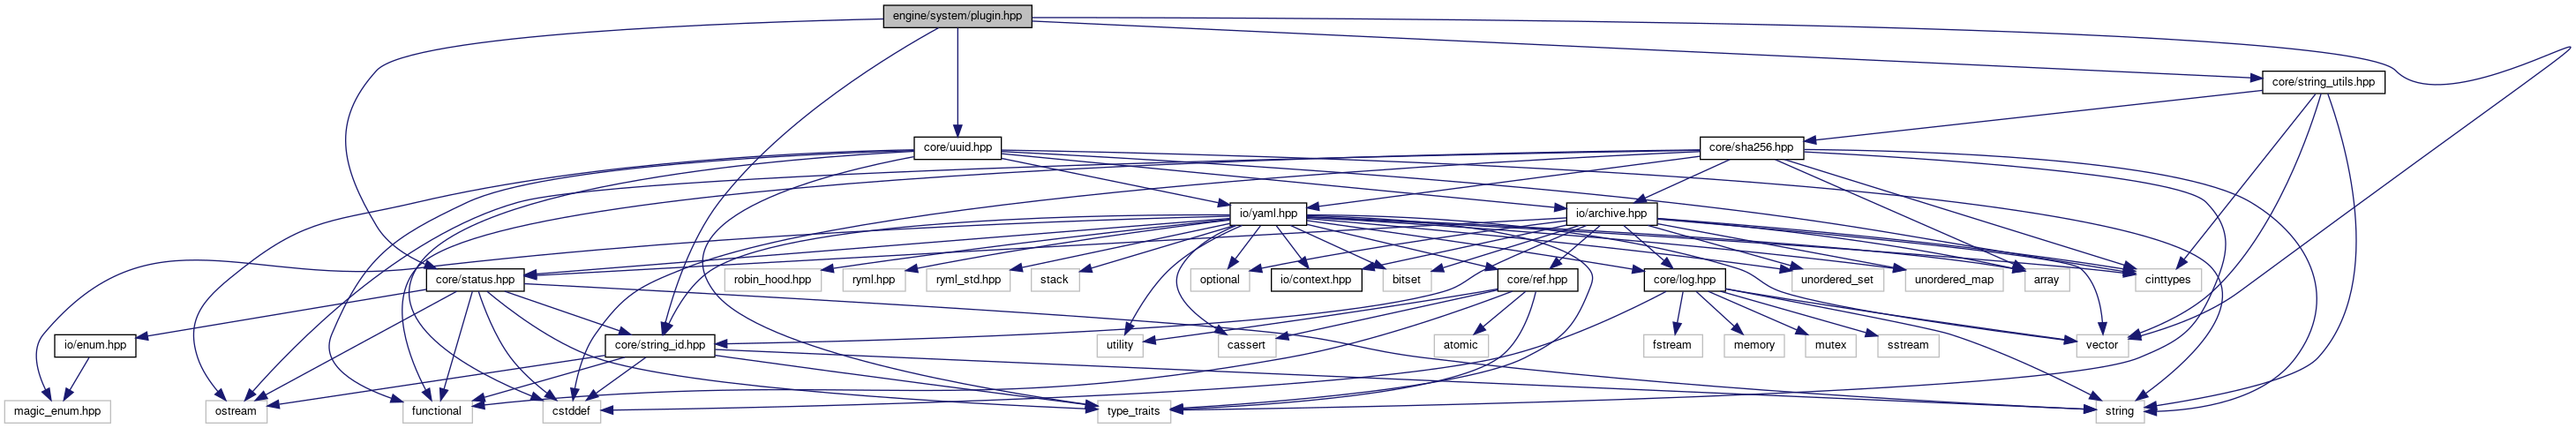 engine/system/plugin.hpp
core/string_utils.hpp
core/uuid.hpp
core/sha256.hpp
io/yaml.hpp
io/archive.hpp
core/status.hpp
robin_hood.hpp
ryml.hpp
ryml_std.hpp
stack
optional
io/context.hpp
bitset
core/ref.hpp
core/log.hpp
unordered_set
unordered_map
array
cinttypes
io/enum.hpp
core/string_id.hpp
utility
cassert
atomic
fstream
memory
mutex
sstream
vector
magic_enum.hpp
ostream
functional
cstddef
type_traits
string